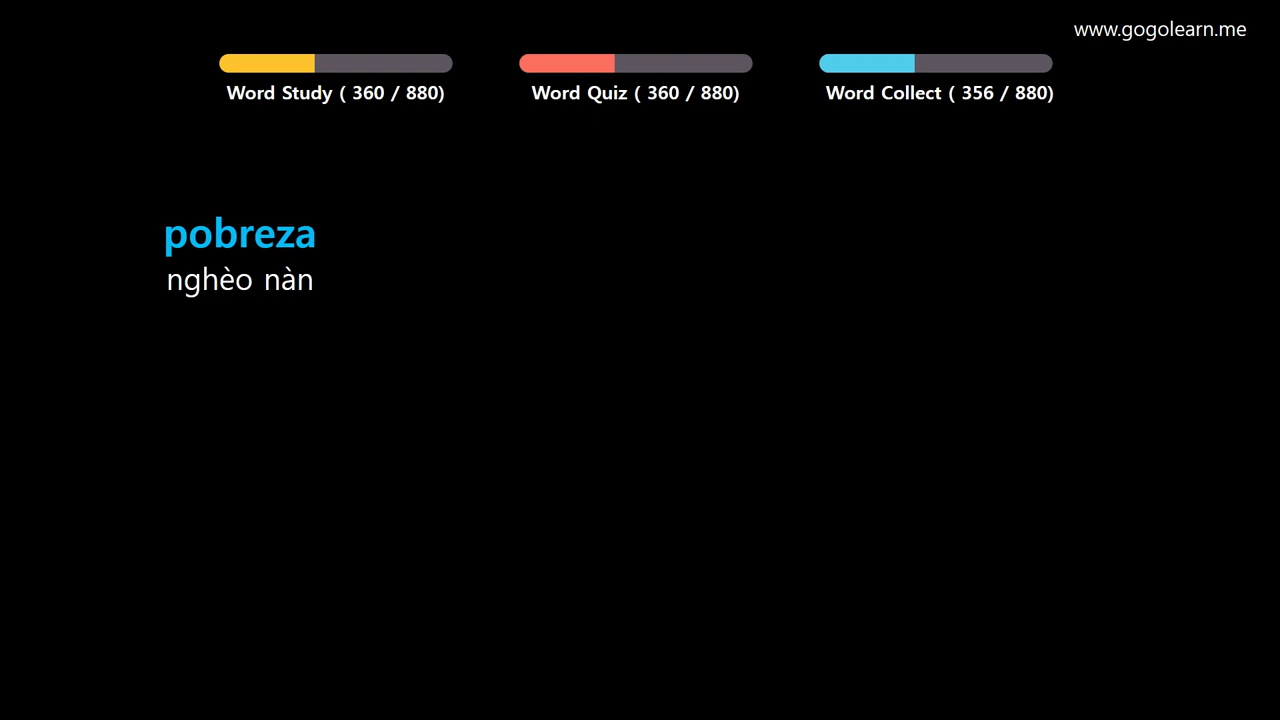 www.gogolearn.me
Word Study ( 360 / 880)
Word Quiz ( 360 / 880)
Word Collect ( 356 / 880)
pobreza
nghèo nàn